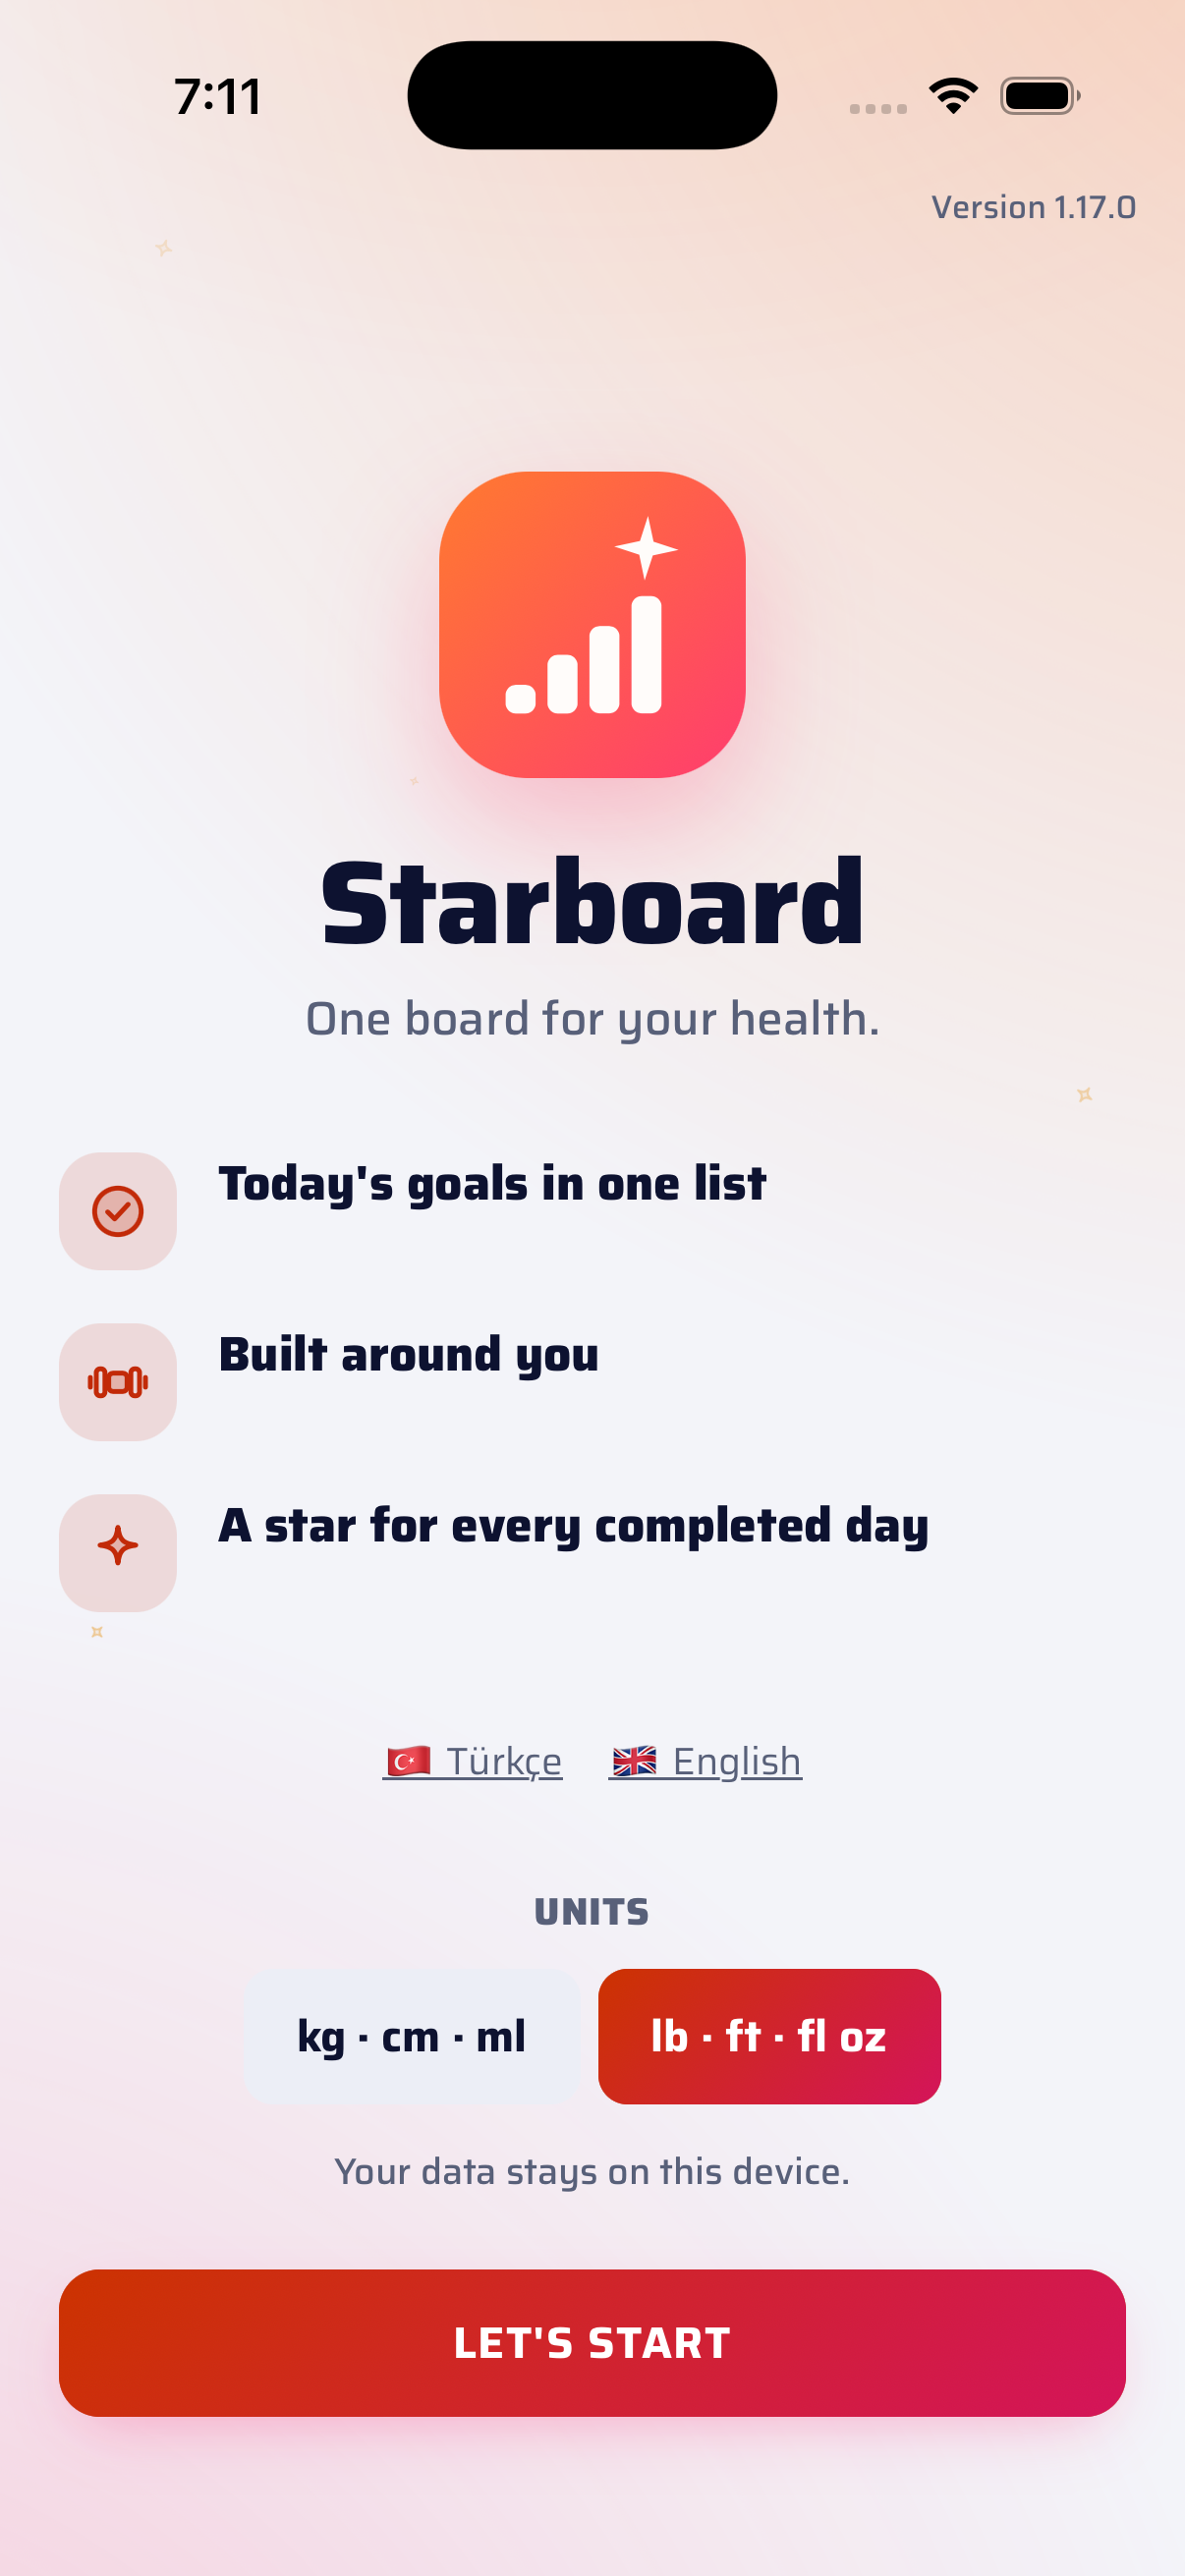 7:11
Version 1.17.0
Starboard
One board for your health.
Today's goals in one list
Built around you
A star for every completed day
Türkçe English
UNITS
kg · cm · ml lb · ft · fl oz
Your data stays on this device.
LET'S START